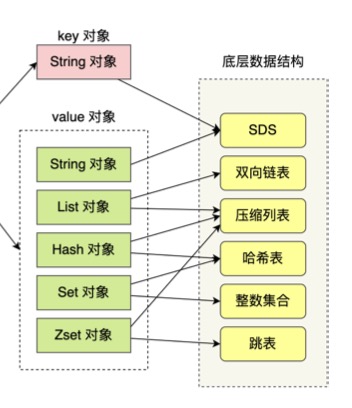 key 对象
String 对象
底层数据结构
value 对象
String 对象
List 对象
Hash 对象
Set 对象
Zset 对象
SDS
双向链表
压缩列表
哈希表
整数集合
跳表